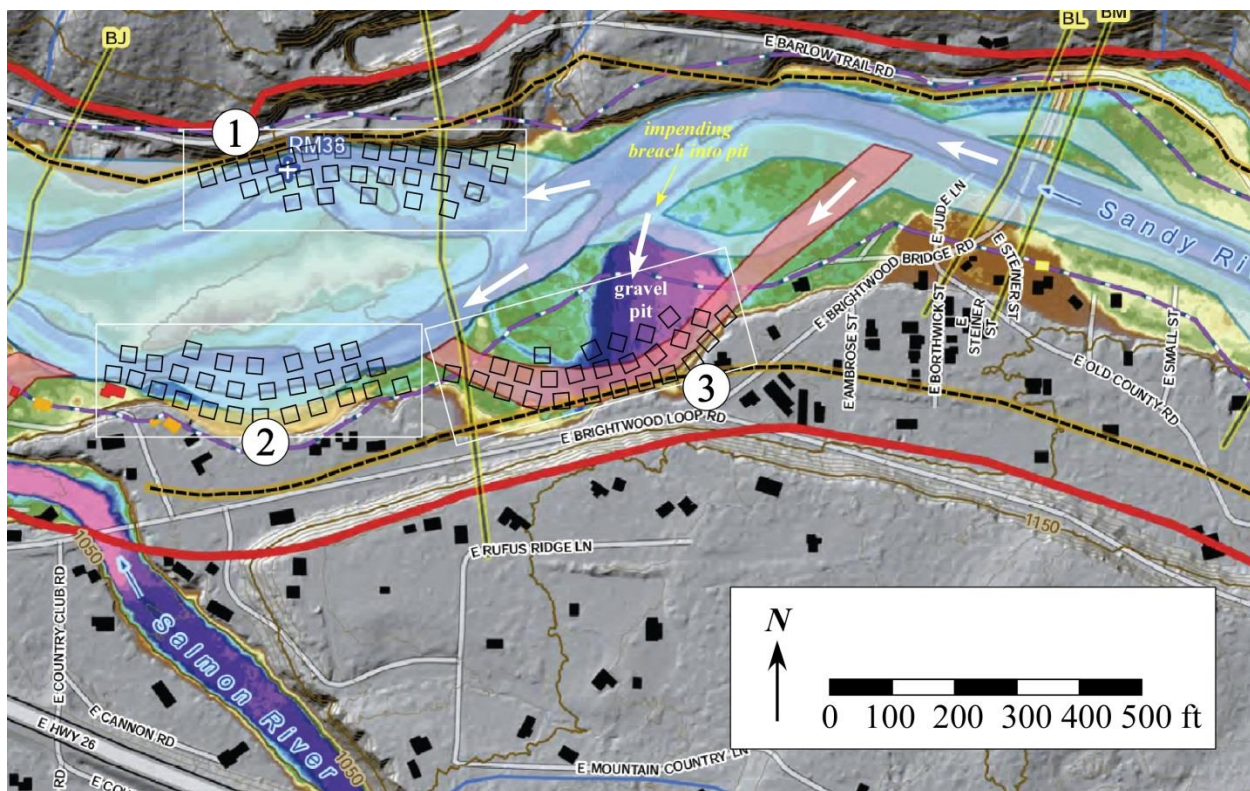 BJ
BL
BM
E BARLOW TRAIL RD
1
RM38
impending
breach into pit
Sandy Ri
E JUDE LN
E BRIGHTWOOD BRIDGE RD
E STEINER ST
gravel
pit
E AMBROSE ST
E BORTHWICK ST
E
STEINER
ST
E SMALL ST
E OLD COUNTY RD
3
2
E BRIGHTWOOD LOOP RD
1150
E RUFUS RIDGE LN
1050
E COUNTRY CLUB RD
Salmon River
E CANNON RD
E HWY 26
1050
E MOUNTAIN COUNTRY LN
RD
E COU
N
0 100 200 300 400 500 ft